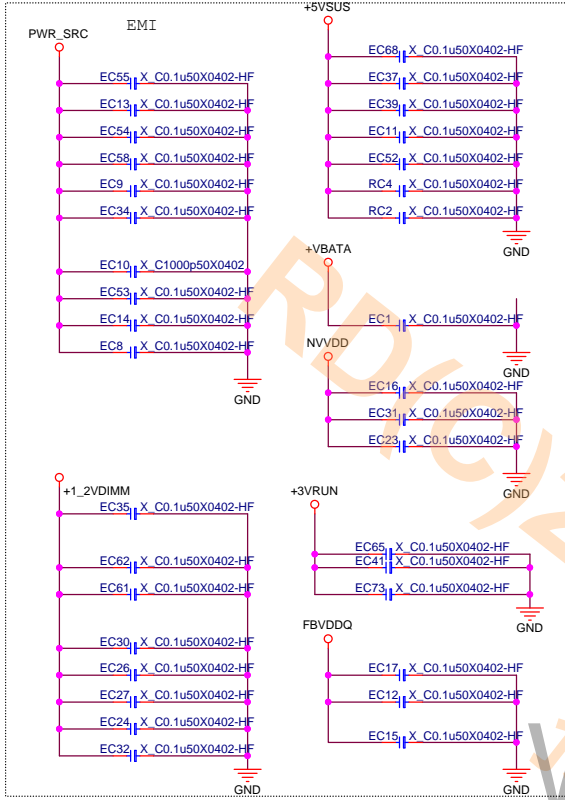 EMI
PWR_SRC
EC55 X_C0.1u50X0402-HF
EC13 X_C0.1u50X0402-HF
EC54 X_C0.1u50X0402-HF
EC58 X_C0.1u50X0402-HF
EC9 X_C0.1u50X0402-HF
EC34 X_C0.1u50X0402-HF
EC10 X_C1000p50X0402
EC53 X_C0.1u50X0402-HF
EC14 X_C0.1u50X0402-HF
EC8 X_C0.1u50X0402-HF
GND
+1_2VDIMM
EC35 X_C0.1u50X0402-HF
EC62 X_C0.1u50X0402-HF
EC61 X_C0.1u50X0402-HF
EC30 X_C0.1u50X0402-HF
EC26 X_C0.1u50X0402-HF
EC27 X_C0.1u50X0402-HF
EC24 X_C0.1u50X0402-HF
EC32 X_C0.1u50X0402-HF
GND
+5VSUS
EC68 X_C0.1u50X0402-HF
EC37 X_C0.1u50X0402-HF
EC39 X_C0.1u50X0402-HF
EC11 X_C0.1u50X0402-HF
EC52 X_C0.1u50X0402-HF
RC4 X_C0.1u50X0402-HF
RC2 X_C0.1u50X0402-HF
GND
+VBATA
EC1 X_C0.1u50X0402-HF
GND
NVVDD
EC16 X_C0.1u50X0402-HF
EC31 X_C0.1u50X0402-HF
EC23 X_C0.1u50X0402-HF
GND
+3VRUN
EC65 X_C0.1u50X0402-HF
EC41 X_C0.1u50X0402-HF
EC73 X_C0.1u50X0402-HF
GND
FBVDDQ
EC17 X_C0.1u50X0402-HF
EC12 X_C0.1u50X0402-HF
EC15 X_C0.1u50X0402-HF
GND
RD(C)2